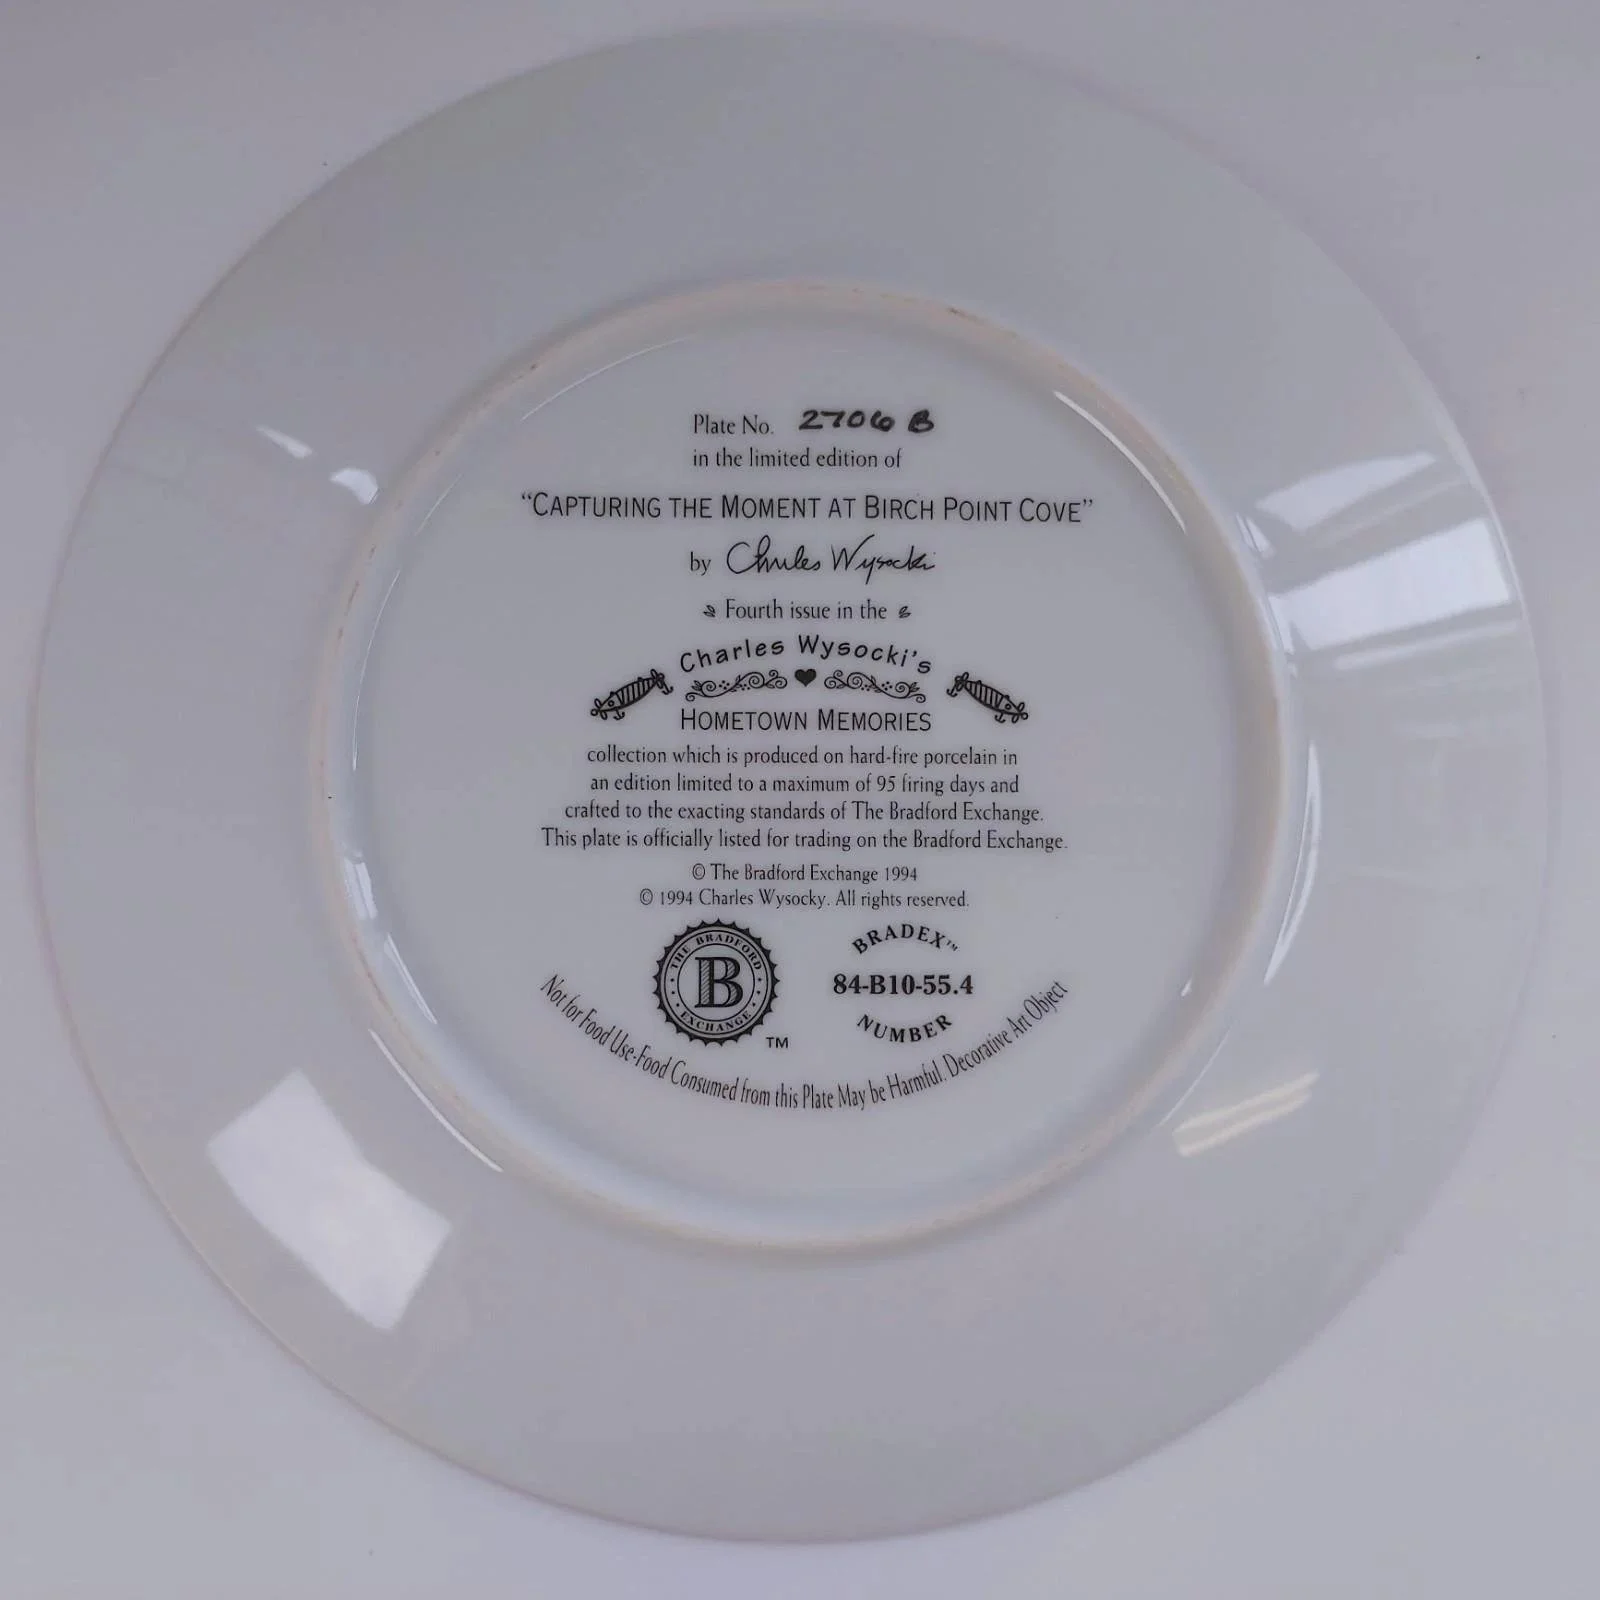 Plate No. 2706 B
in the limited edition of
“CAPTURING THE MOMENT AT BIRCH POINT COVE”
by Charles Wysocki
Fourth issue in the
Charles Wysocki's
HOMETOWN MEMORIES
collection which is produced on hard-fire porcelain in
an edition limited to a maximum of 95 firing days and
crafted to the exacting standards of The Bradford Exchange.
This plate is officially listed for trading on the Bradford Exchange.
© The Bradford Exchange 1994
© 1994 Charles Wysocky. All rights reserved.
THE BRADFORD
B
EXCHANGE
TM
BRADEX™
84-B10-55.4
NUMBER
Not for Food Use-Food Consumed from this Plate May be Harmful. Decorative Art Object